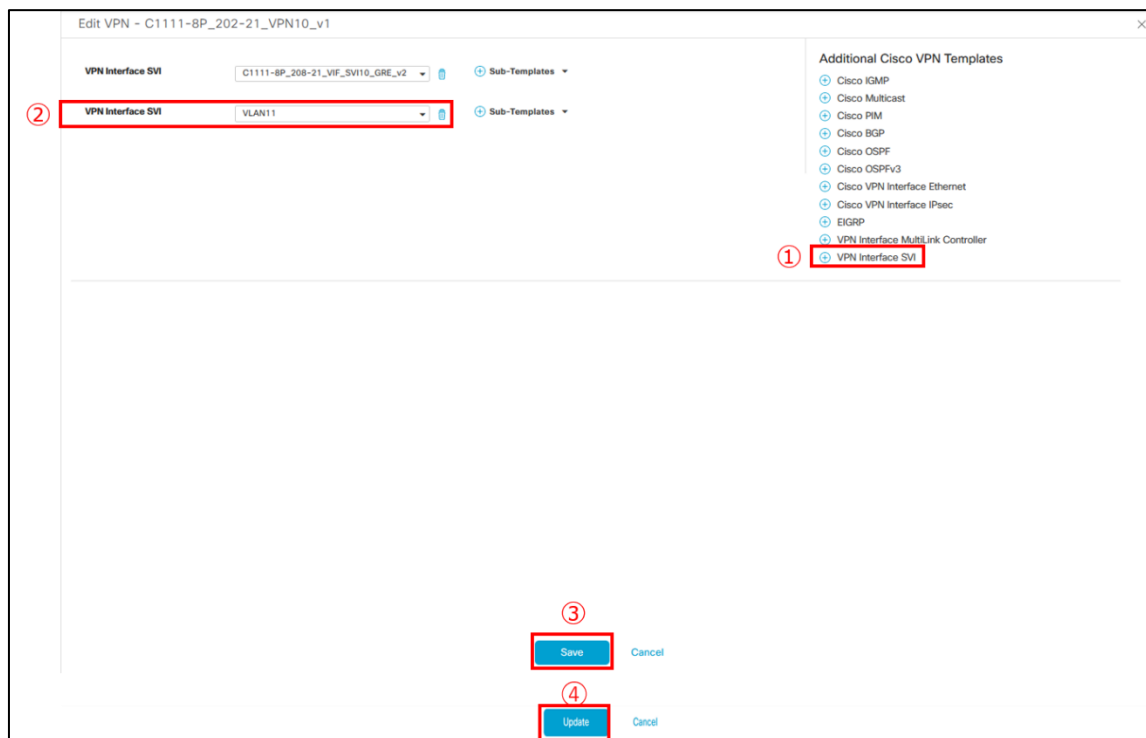 Edit VPN - C1111-8P_202-21_VPN10_v1
VPN Interface SVI C1111-8P_208-21_VIF_SVI10_GRE_v2 Sub-Templates
② VPN Interface SVI VLAN11 Sub-Templates
Additional Cisco VPN Templates
Cisco IGMP
Cisco Multicast
Cisco PIM
Cisco BGP
Cisco OSPF
Cisco OSPFv3
Cisco VPN Interface Ethernet
Cisco VPN Interface IPsec
EIGRP
VPN Interface MultiLink Controller
① VPN Interface SVI
③
Save Cancel
④
Update Cancel